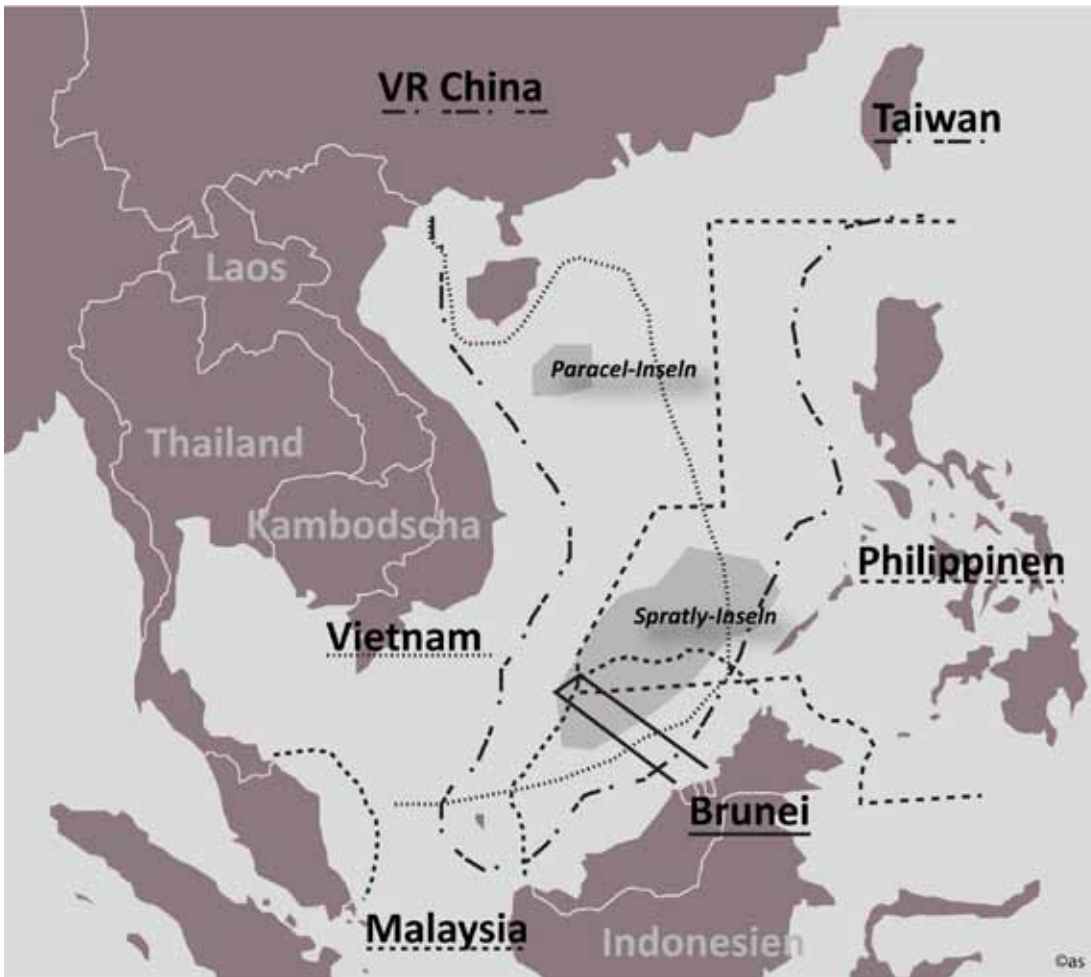 VR China
Taiwan
Laos
Paracel-Inseln
Thailand
Kambodscha
Philippinen
Spratly-Inseln
Vietnam
Brunei
Malaysia
Indonesien
©as